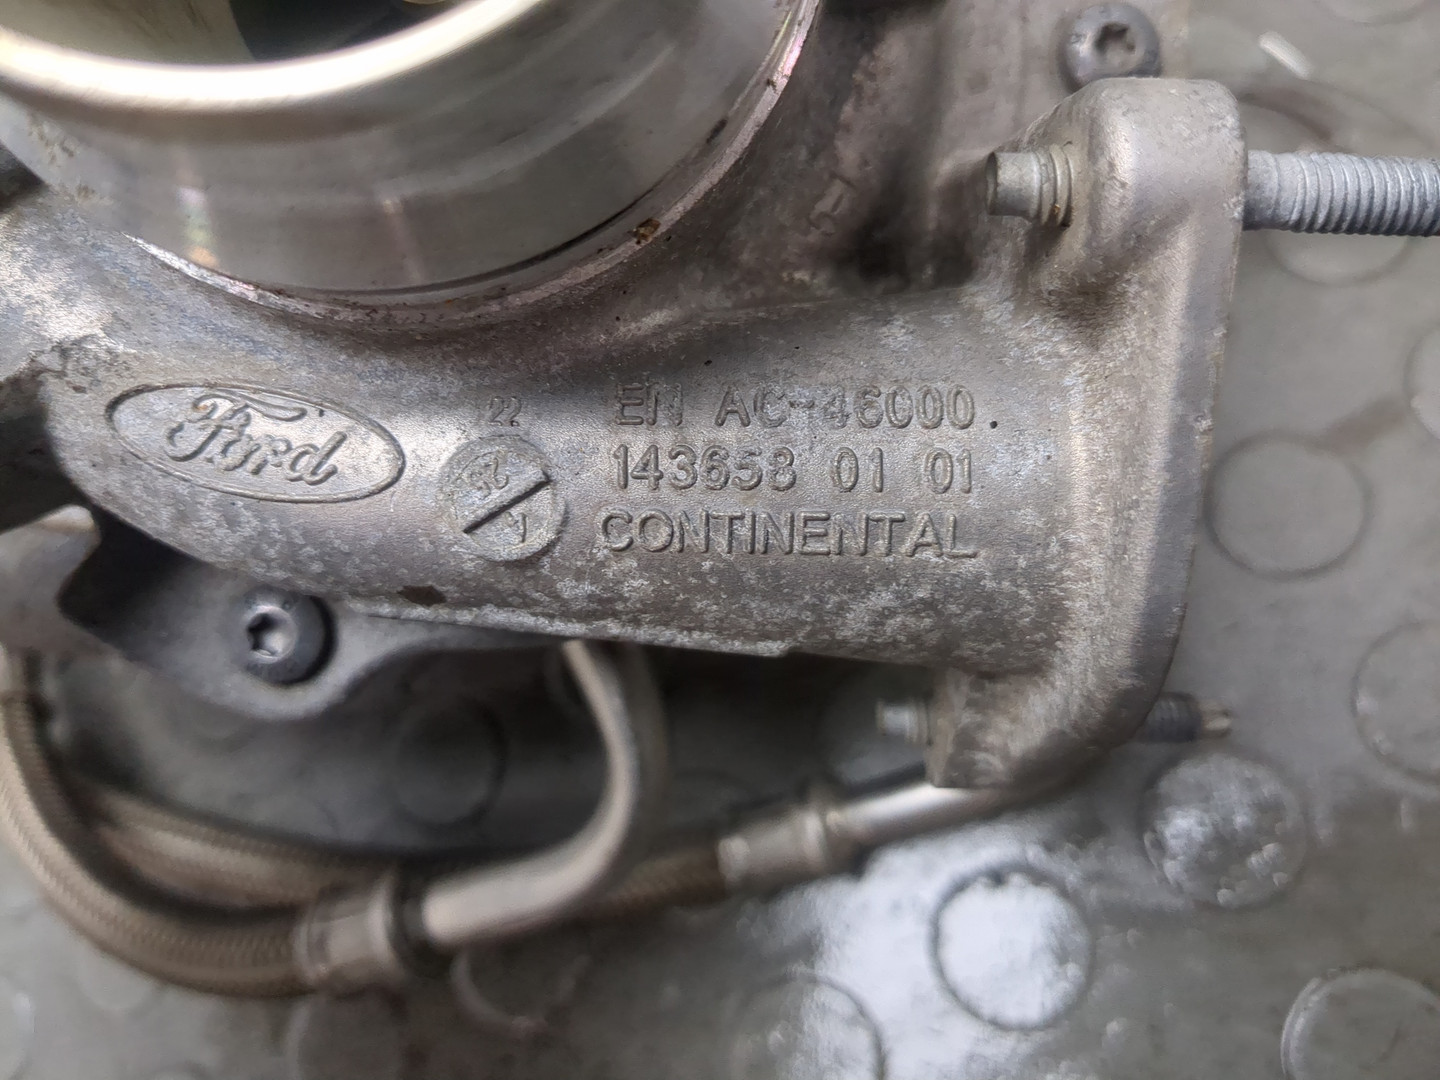 Ford
22
EN AC-46000.
143658 01 01
CONTINENTAL